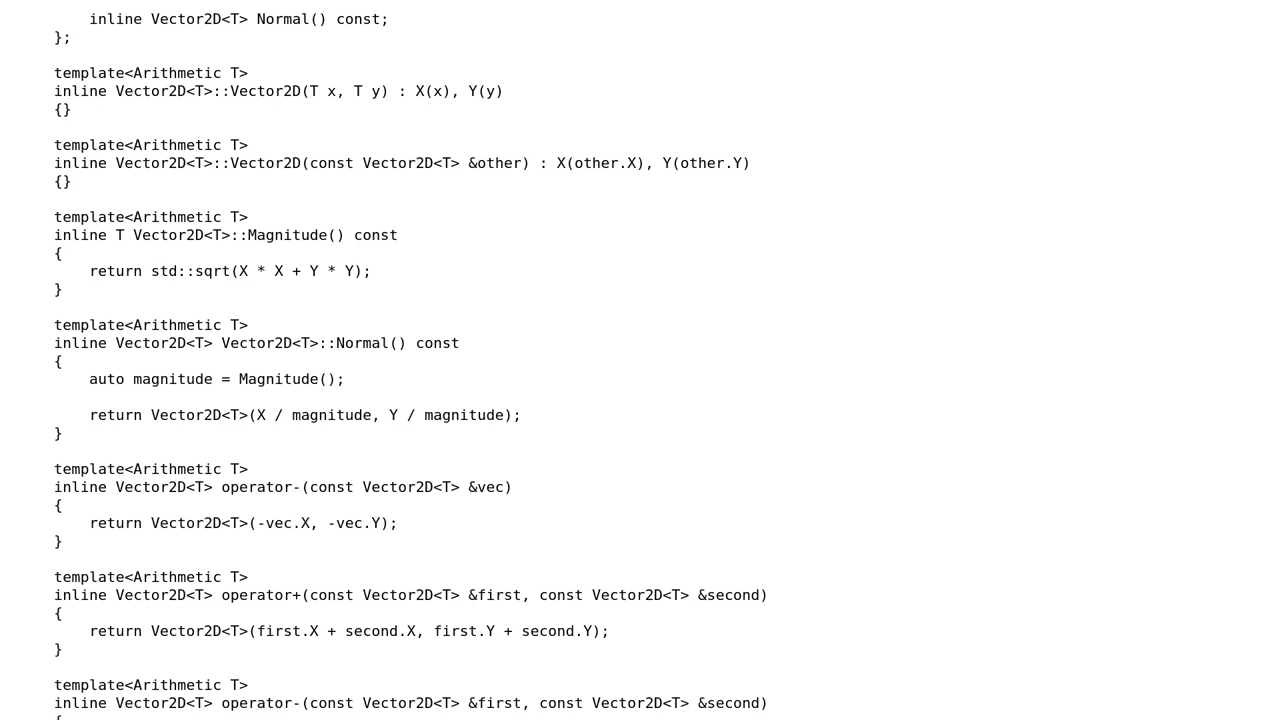 inline Vector2D<T> Normal() const;
};

template<Arithmetic T>
inline Vector2D<T>::Vector2D(T x, T y) : X(x), Y(y)
{}

template<Arithmetic T>
inline Vector2D<T>::Vector2D(const Vector2D<T> &other) : X(other.X), Y(other.Y)
{}

template<Arithmetic T>
inline T Vector2D<T>::Magnitude() const
{
    return std::sqrt(X * X + Y * Y);
}

template<Arithmetic T>
inline Vector2D<T> Vector2D<T>::Normal() const
{
    auto magnitude = Magnitude();

    return Vector2D<T>(X / magnitude, Y / magnitude);
}

template<Arithmetic T>
inline Vector2D<T> operator-(const Vector2D<T> &vec)
{
    return Vector2D<T>(-vec.X, -vec.Y);
}

template<Arithmetic T>
inline Vector2D<T> operator+(const Vector2D<T> &first, const Vector2D<T> &second)
{
    return Vector2D<T>(first.X + second.X, first.Y + second.Y);
}

template<Arithmetic T>
inline Vector2D<T> operator-(const Vector2D<T> &first, const Vector2D<T> &second)
{